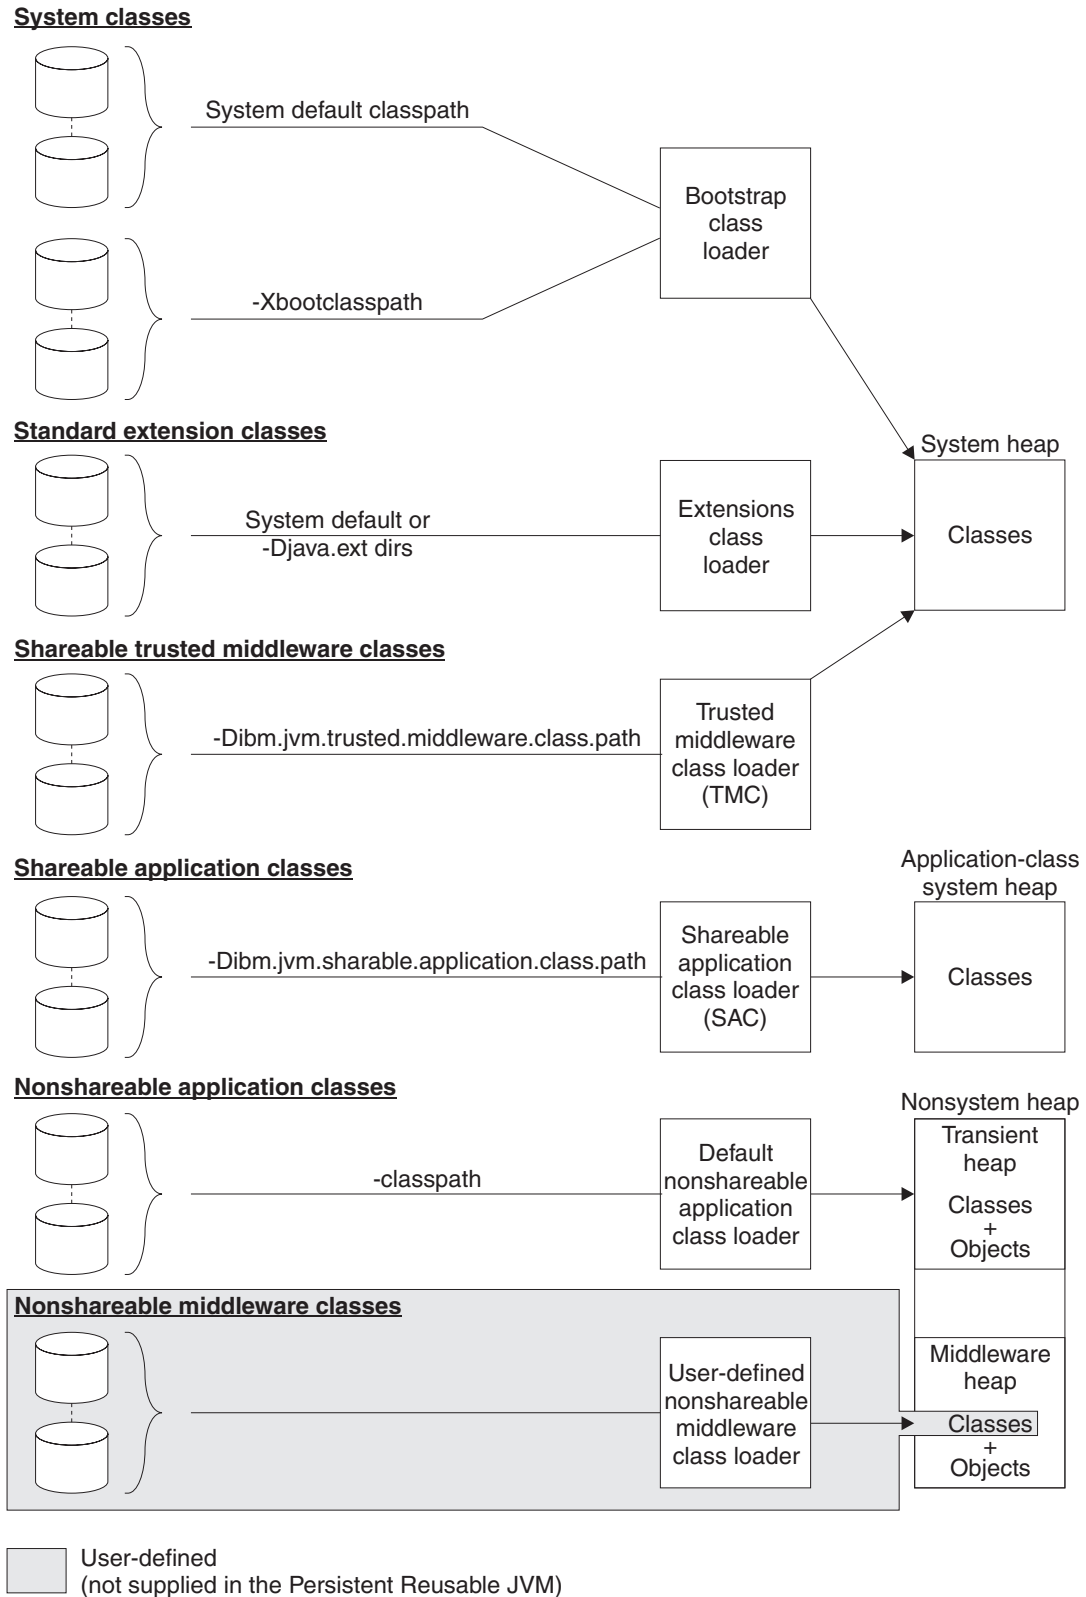 System classes
System default classpath
Bootstrap
class
loader
-Xbootclasspath
Standard extension classes
System heap
System default or
-Djava.ext dirs
Extensions
class
loader
Classes
Shareable trusted middleware classes
-Dibm.jvm.trusted.middleware.class.path
Trusted
middleware
class loader
(TMC)
Shareable application classes
Application-class
system heap
-Dibm.jvm.sharable.application.class.path
Shareable
application
class loader
(SAC)
Classes
Nonshareable application classes
Nonsystem heap
-classpath
Default
nonshareable
application
class loader
Transient
heap
Classes
+
Objects
Nonshareable middleware classes
User-defined
nonshareable
middleware
class loader
Middleware
heap
Classes
+
Objects
User-defined
(not supplied in the Persistent Reusable JVM)